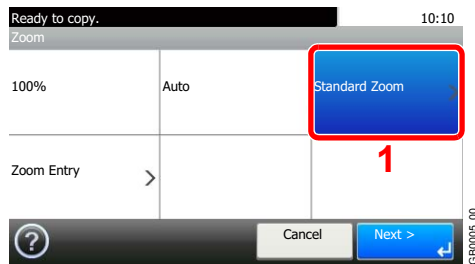 Ready to copy. 10:10
Zoom
100% Auto Standard Zoom
1
Zoom Entry >
? Cancel Next >
GB0005_00